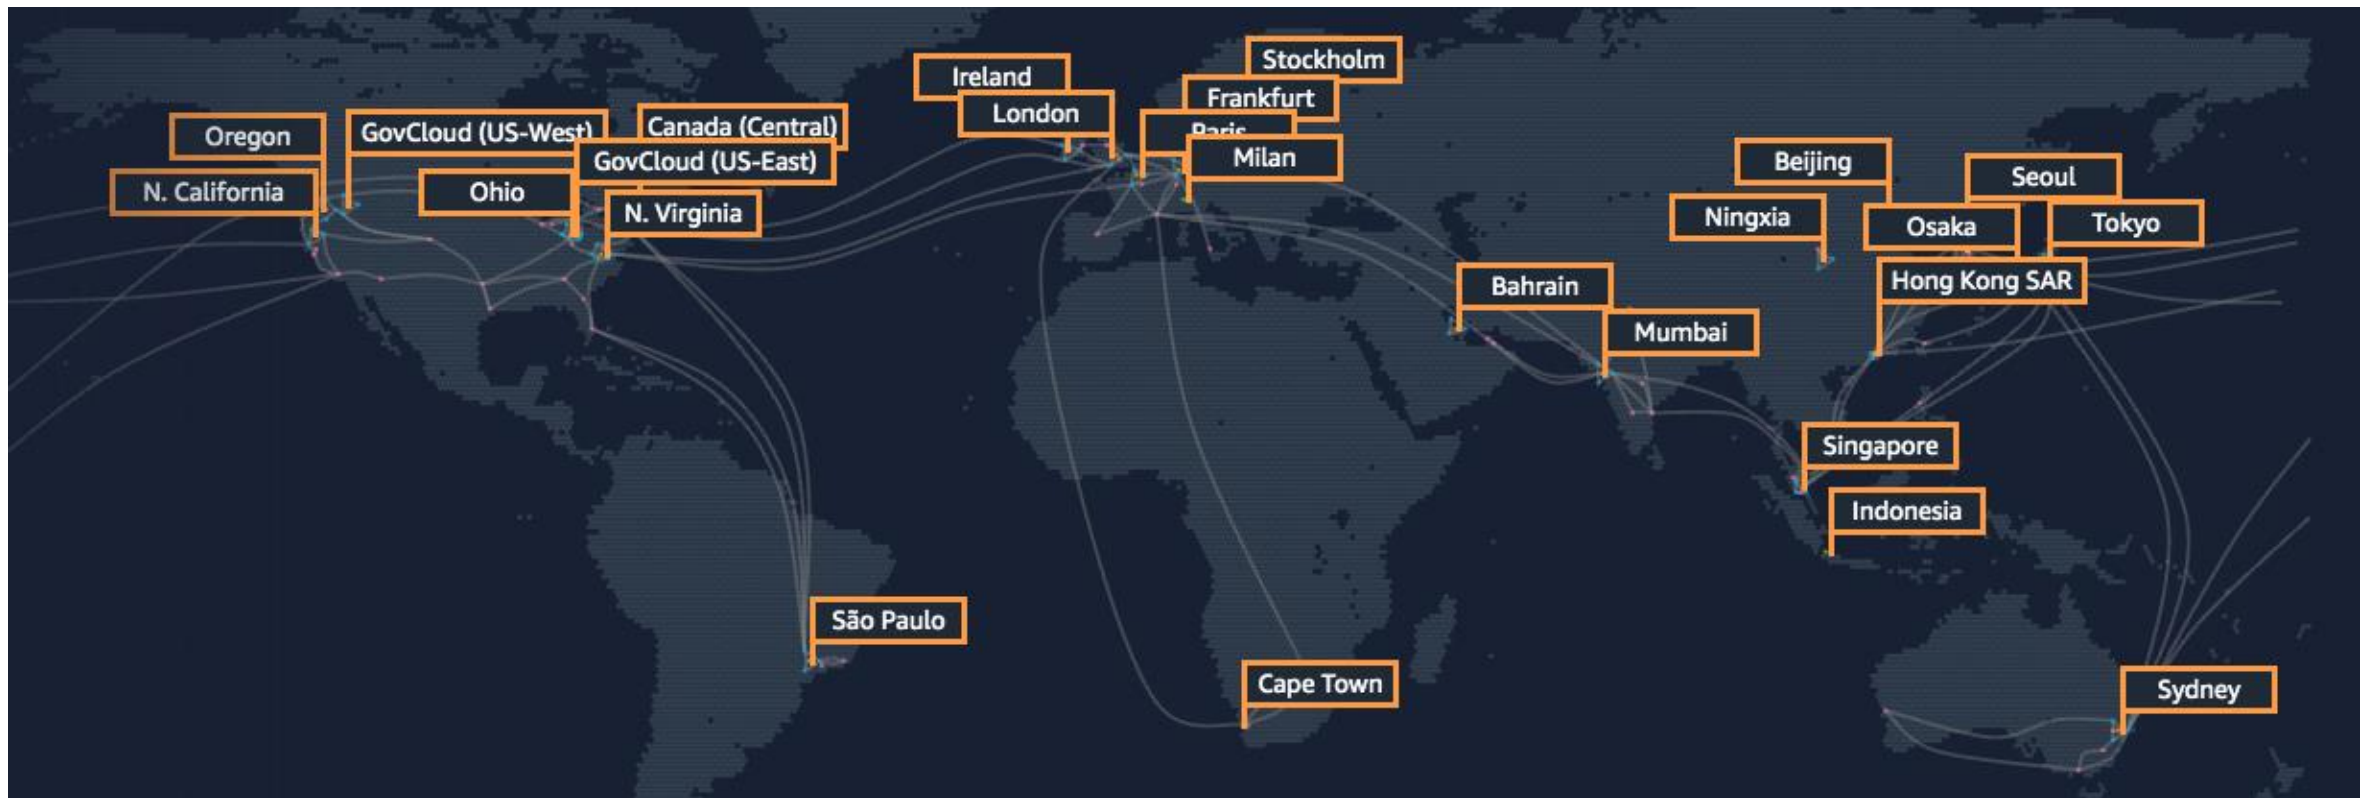 Stockholm
Ireland
Frankfurt
London
Paris
Canada (Central)
GovCloud (US-West)
Oregon
GovCloud (US-East)
Milan
Beijing
Seoul
N. California
Ohio
N. Virginia
Ningxia
Osaka
Tokyo
Hong Kong SAR
Bahrain
Mumbai
Singapore
Indonesia
São Paulo
Cape Town
Sydney